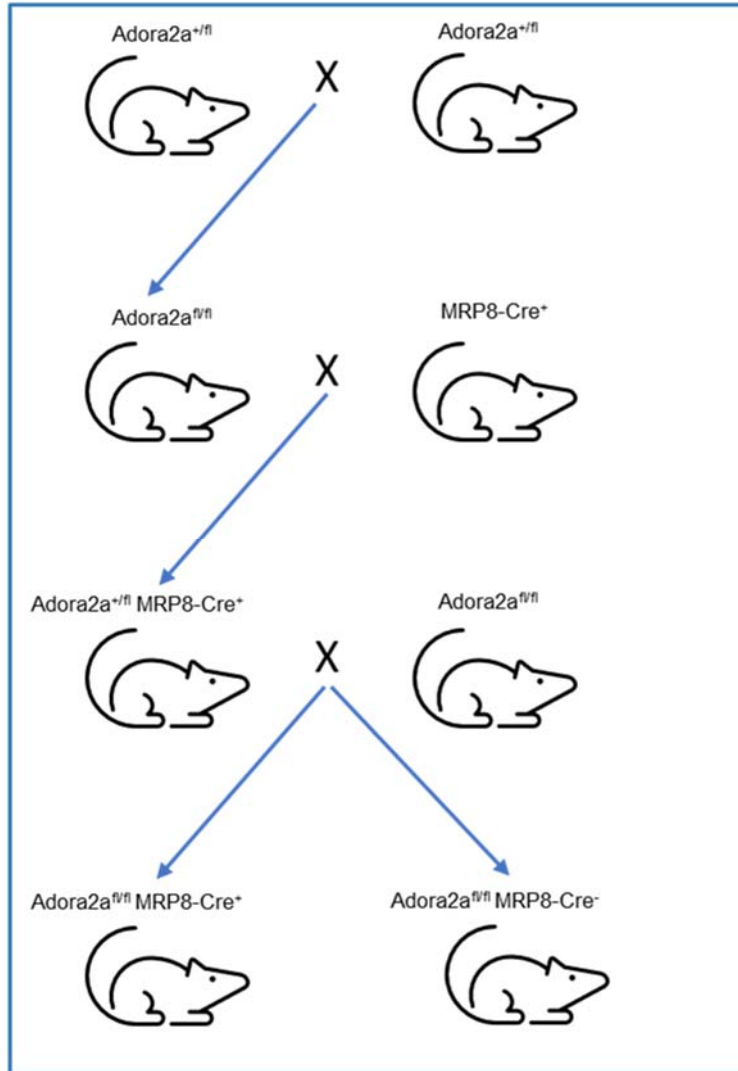 Adora2a⁺/ᶠˡ X Adora2a⁺/ᶠˡ
Adora2aᶠˡ/ᶠˡ X MRP8-Cre⁺
Adora2a⁺/ᶠˡ MRP8-Cre⁺ X Adora2aᶠˡ/ᶠˡ
Adora2aᶠˡ/ᶠˡ MRP8-Cre⁺ Adora2aᶠˡ/ᶠˡ MRP8-Cre⁻